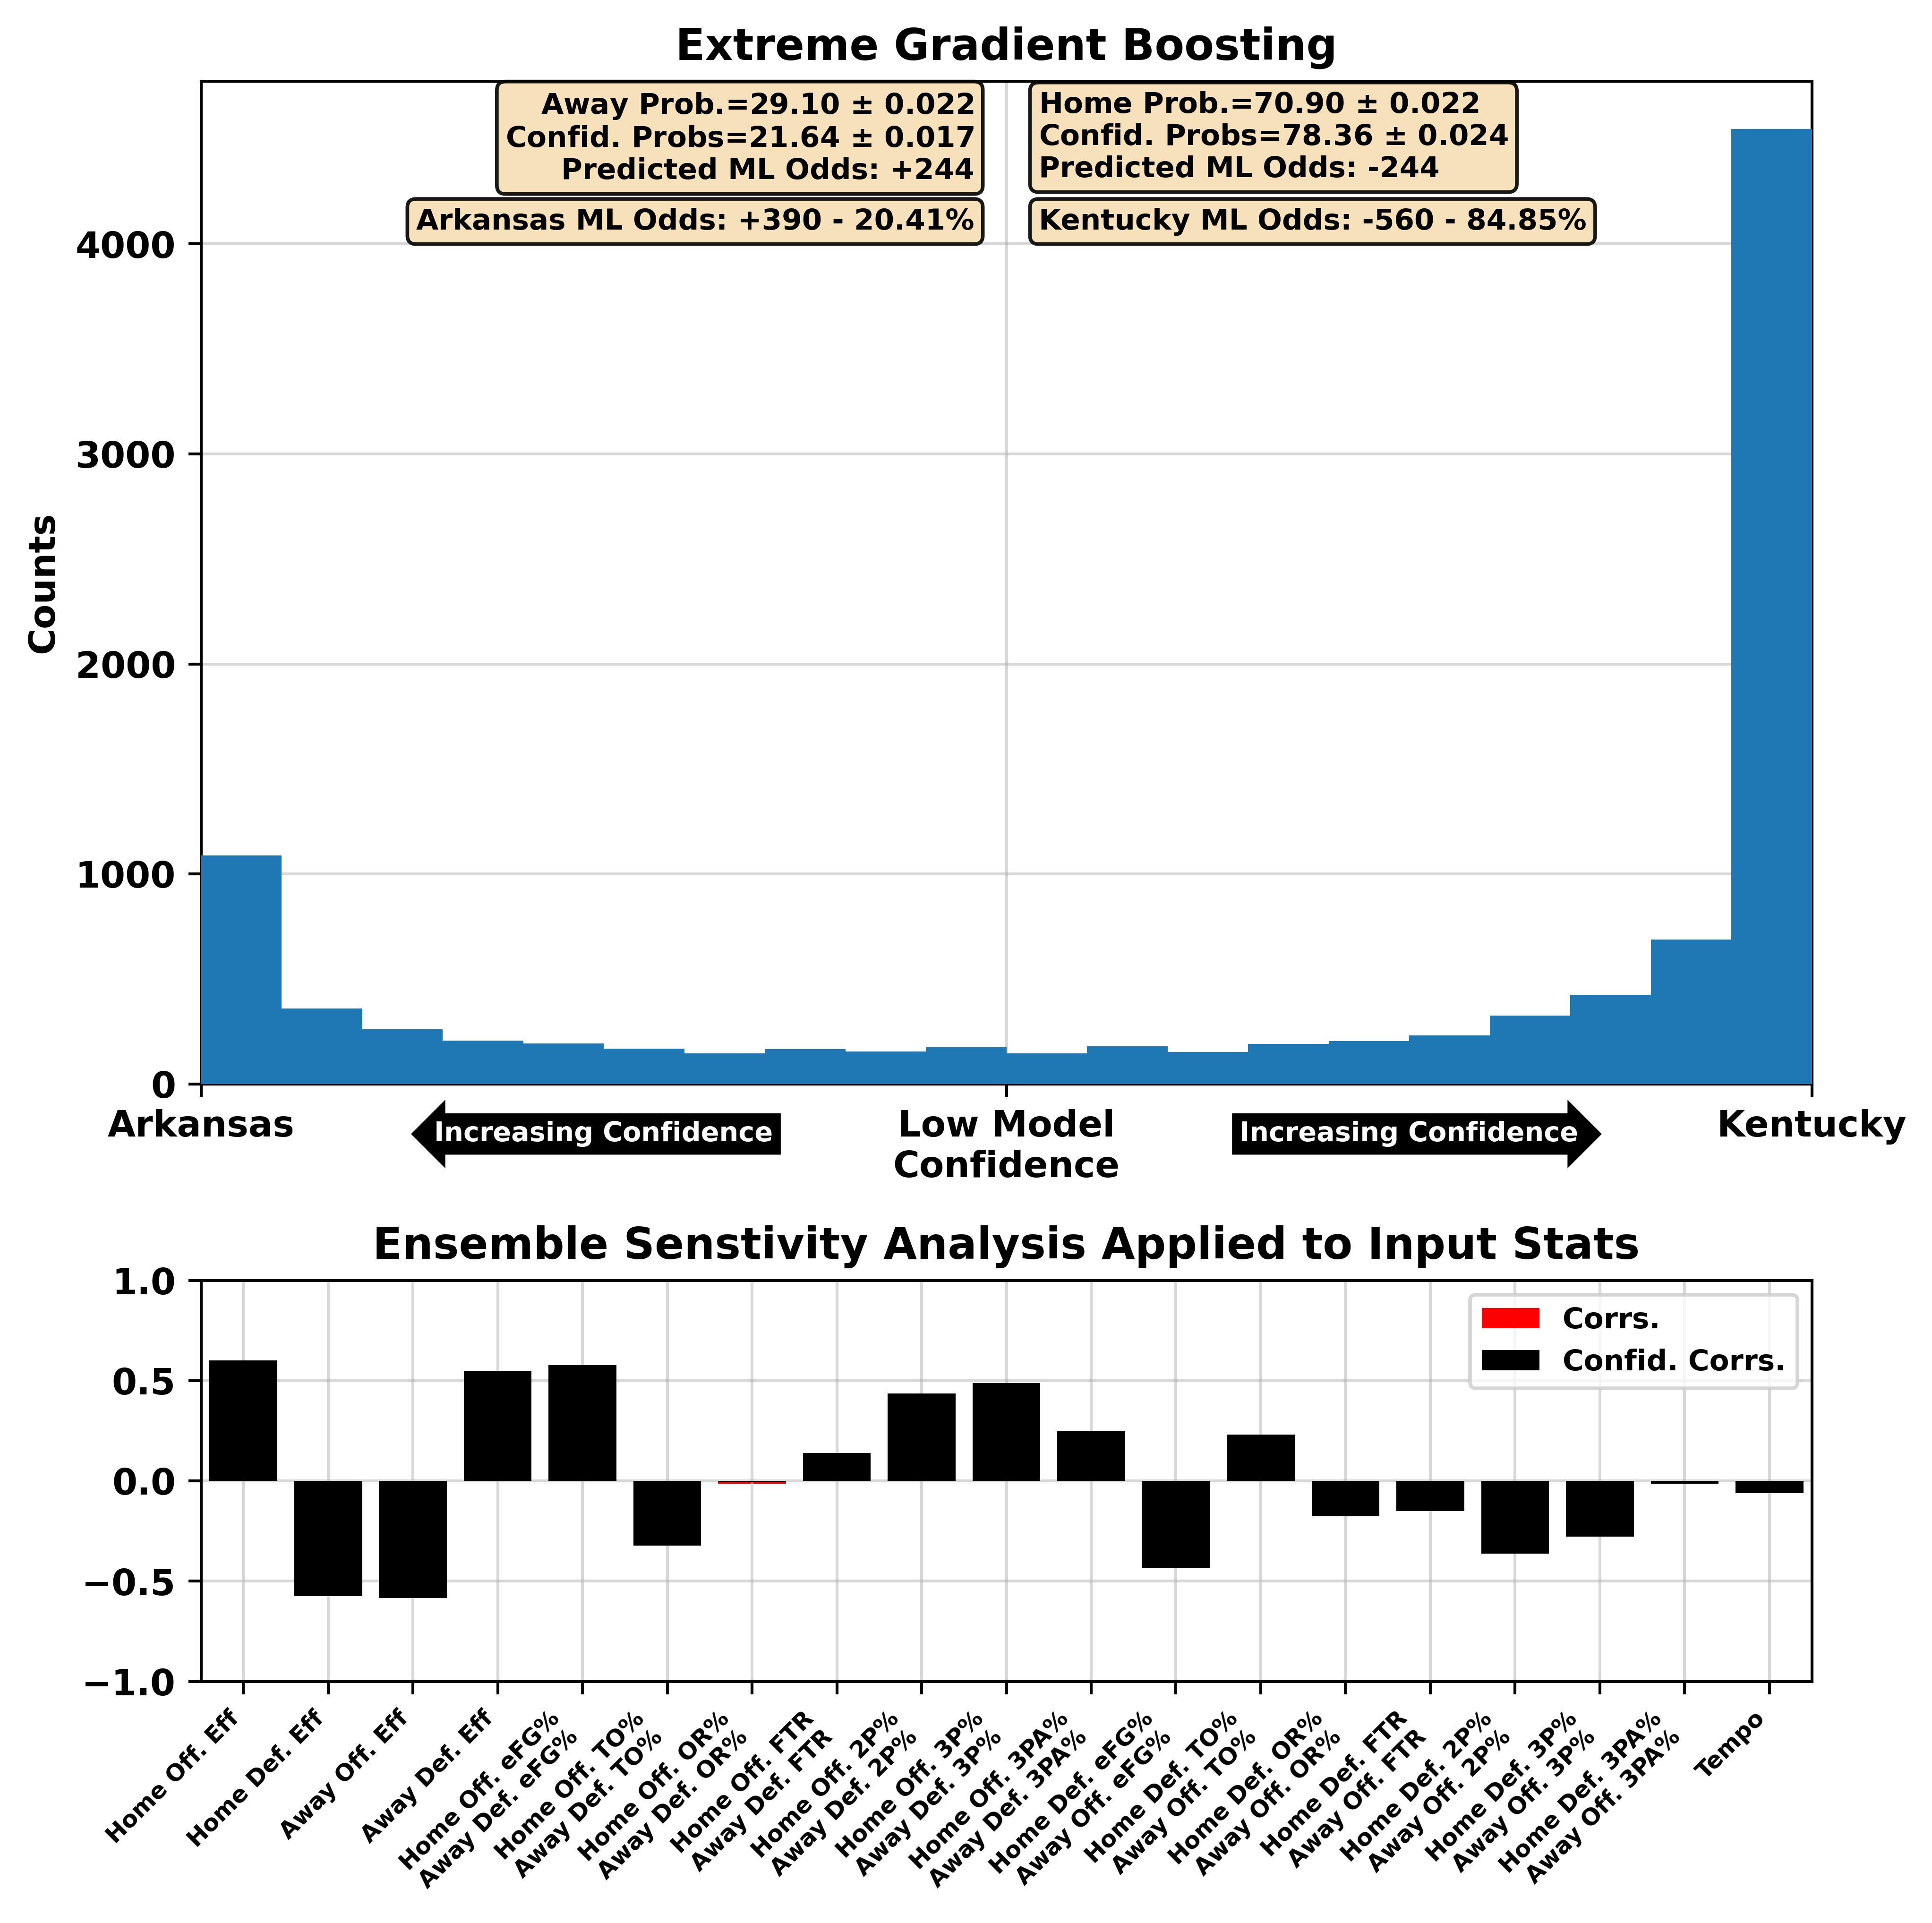 Extreme Gradient Boosting
Away Prob.=29.10 ± 0.022
Confid. Probs=21.64 ± 0.017
Predicted ML Odds: +244
Home Prob.=70.90 ± 0.022
Confid. Probs=78.36 ± 0.024
Predicted ML Odds: -244
Arkansas ML Odds: +390 - 20.41%
Kentucky ML Odds: -560 - 84.85%
Counts
4000
3000
2000
1000
0
Arkansas
Increasing Confidence
Low Model
Confidence
Increasing Confidence
Kentucky
Ensemble Senstivity Analysis Applied to Input Stats
1.0
0.5
0.0
−0.5
−1.0
Corrs.
Confid. Corrs.
Home Off. Eff
Home Def. Eff
Away Off. Eff
Away Def. Eff
Home Off. eFG%
Away Def. eFG%
Home Off. TO%
Away Def. TO%
Home Off. OR%
Away Def. OR%
Home Off. FTR
Away Def. FTR
Home Off. 2P%
Away Def. 2P%
Home Off. 3P%
Away Def. 3P%
Home Off. 3PA%
Away Def. 3PA%
Home Def. eFG%
Away Off. eFG%
Home Def. TO%
Away Off. TO%
Home Def. OR%
Away Off. OR%
Home Def. FTR
Away Off. FTR
Home Def. 2P%
Away Off. 2P%
Home Def. 3P%
Away Off. 3P%
Home Def. 3PA%
Away Off. 3PA%
Tempo